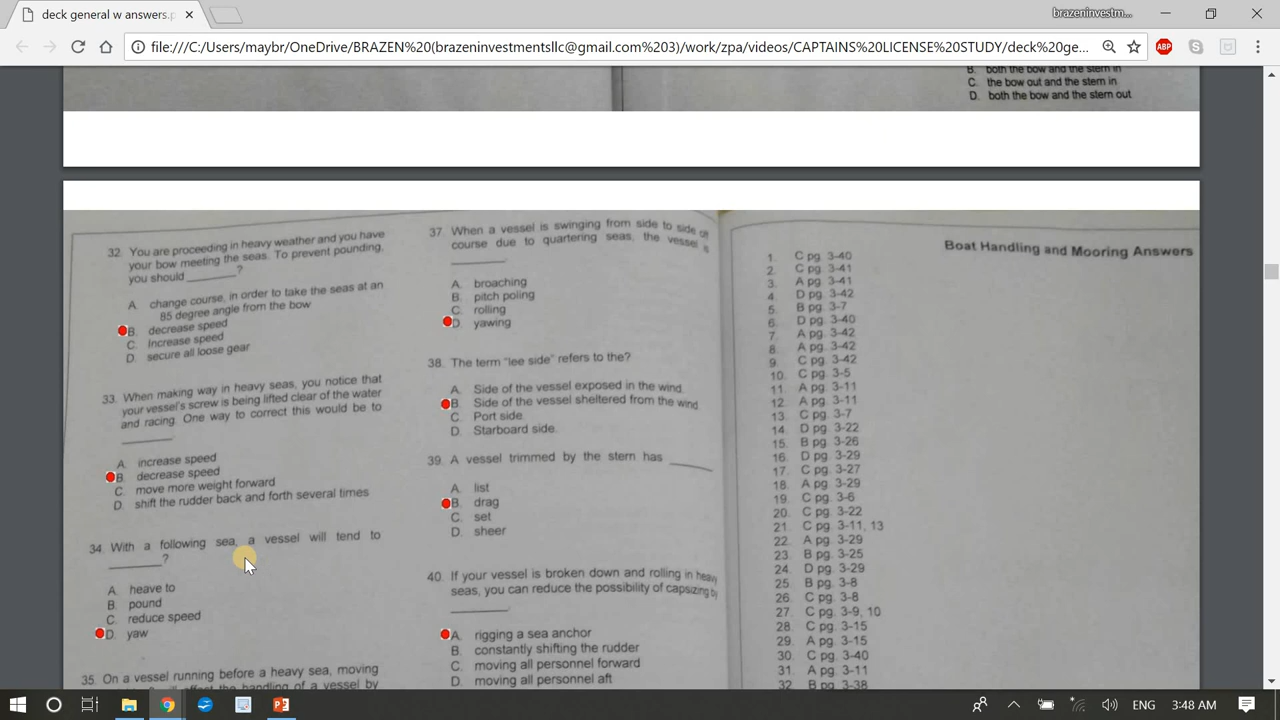 deck general w answers.p
brazeninvestm...
file:///C:/Users/maybr/OneDrive/BRAZEN%20(brazeninvestmentsllc@gmail.com%203)/work/zpa/videos/CAPTAINS%20LICENSE%20STUDY/deck%20ge...
ABP
B. both the bow and the stem in
C. the bow out and the stem in
D. both the bow and the stem out
32. You are proceeding in heavy weather and you have
your bow meeting the seas. To prevent pounding,
you should ________?
A. change course, in order to take the seas at an
85 degree angle from the bow
B. decrease speed
C. Increase speed
D. secure all loose gear
33. When making way in heavy seas, you notice that
your vessel's screw is being lifted clear of the water
and racing. One way to correct this would be to
________.
A. increase speed
B. decrease speed
C. move more weight forward
D. shift the rudder back and forth several times
34. With a following sea, a vessel will tend to
________?
A. heave to
B. pound
C. reduce speed
D. yaw
35. On a vessel running before a heavy sea, moving
effect the handling of a vessel by
37. When a vessel is swinging from side to side
course due to quartering seas, the vessel is
________.
A. broaching
B. pitch poling
C. rolling
D. yawing
38. The term "lee side" refers to the?
A. Side of the vessel exposed in the wind.
B. Side of the vessel sheltered from the wind.
C. Port side.
D. Starboard side.
39. A vessel trimmed by the stern has ________
A. list
B. drag
C. set
D. sheer
40. If your vessel is broken down and rolling in heavy
seas, you can reduce the possibility of capsizing by
________.
A. rigging a sea anchor
B. constantly shifting the rudder
C. moving all personnel forward
D. moving all personnel aft
Boat Handling and Mooring Answers
1. C pg. 3-40
2. C pg. 3-41
3. A pg. 3-41
4. D pg. 3-42
5. B pg. 3-7
6. D pg. 3-40
7. A pg. 3-42
8. A pg. 3-42
9. C pg. 3-42
10. C pg. 3-5
11. A pg. 3-11
12. A pg. 3-11
13. C pg. 3-7
14. D pg. 3-22
15. B pg. 3-26
16. D pg. 3-29
17. C pg. 3-27
18. A pg. 3-29
19. C pg. 3-6
20. C pg. 3-22
21. C pg. 3-11, 13
22. A pg. 3-29
23. B pg. 3-25
24. D pg. 3-29
25. B pg. 3-8
26. C pg. 3-8
27. C pg. 3-9, 10
28. C pg. 3-15
29. A pg. 3-15
30. C pg. 3-40
31. A pg. 3-11
32. B pg. 3-38
ENG
3:48 AM